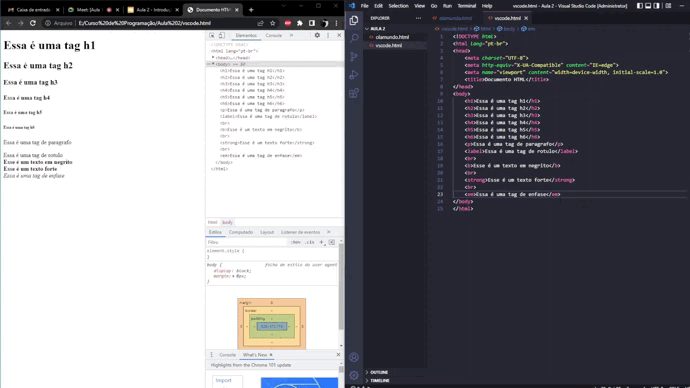 Caixa de entrada
Meet: Aula
Aula 2 - Introduç
Minha unidade
Documento HTML
E:/Curso%20de%20Programação/Aula%202/vscode.html
Essa é uma tag h1
Essa é uma tag h2
Essa é uma tag h3
Essa é uma tag h4
Essa é uma tag h5
Essa é uma tag h6
Essa é uma tag de paragrafo
Essa é uma tag de rotulo
Esse é um texto em negrito
Esse é um texto forte
Essa é uma tag de enfase
Elementos
Console
<!DOCTYPE html>
<html lang="pt-br">
<head>…</head>
<body> == $0
<h1>Essa é uma tag h1</h1>
<h2>Essa é uma tag h2</h2>
<h3>Essa é uma tag h3</h3>
<h4>Essa é uma tag h4</h4>
<h5>Essa é uma tag h5</h5>
<h6>Essa é uma tag h6</h6>
<p>Essa é uma tag de paragrafo</p>
<label>Essa é uma tag de rotulo</label>
<br>
<b>Esse é um texto em negrito</b>
<br>
<strong>Esse é um texto forte</strong>
<br>
<em>Essa é uma tag de enfase</em>
</body>
</html>
html body
Estilos Computado Layout Listener de eventos
Filtro :hov .cls
element.style {
}
body { folha de estilo do user agent
display: block;
margin: 8px;
}
margin 8
border
padding
8
Console What's New
Highlights from the Chrome 107 update
Import
File Edit Selection View Go Run Terminal Help
vscode.html - Aula 2 - Visual Studio Code [Administrator]
EXPLORER
AULA 2
olamundo.html
vscode.html
olamundo.html
vscode.html
vscode.html > html > body > em
1 <!DOCTYPE html>
2 <html lang="pt-br">
3 <head>
4 <meta charset="UTF-8">
5 <meta http-equiv="X-UA-Compatible" content="IE=edge">
6 <meta name="viewport" content="width=device-width, initial-scale=1.0">
7 <title>Documento HTML</title>
8 </head>
9 <body>
10 <h1>Essa é uma tag h1</h1>
11 <h2>Essa é uma tag h2</h2>
12 <h3>Essa é uma tag h3</h3>
13 <h4>Essa é uma tag h4</h4>
14 <h5>Essa é uma tag h5</h5>
15 <h6>Essa é uma tag h6</h6>
16 <p>Essa é uma tag de paragrafo</p>
17 <label>Essa é uma tag de rotulo</label>
18 <br>
19 <b>Esse é um texto em negrito</b>
20 <br>
21 <strong>Esse é um texto forte</strong>
22 <br>
23 <em>Essa é uma tag de enfase</em>
24 </body>
25 </html>
OUTLINE
TIMELINE